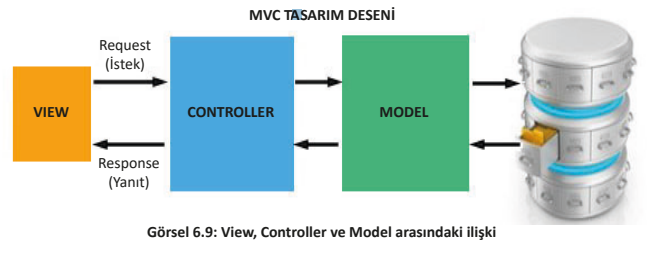 MVC TASARIM DESENİ
Request
(İstek)
VIEW
CONTROLLER
MODEL
Response
(Yanıt)
Görsel 6.9: View, Controller ve Model arasındaki ilişki